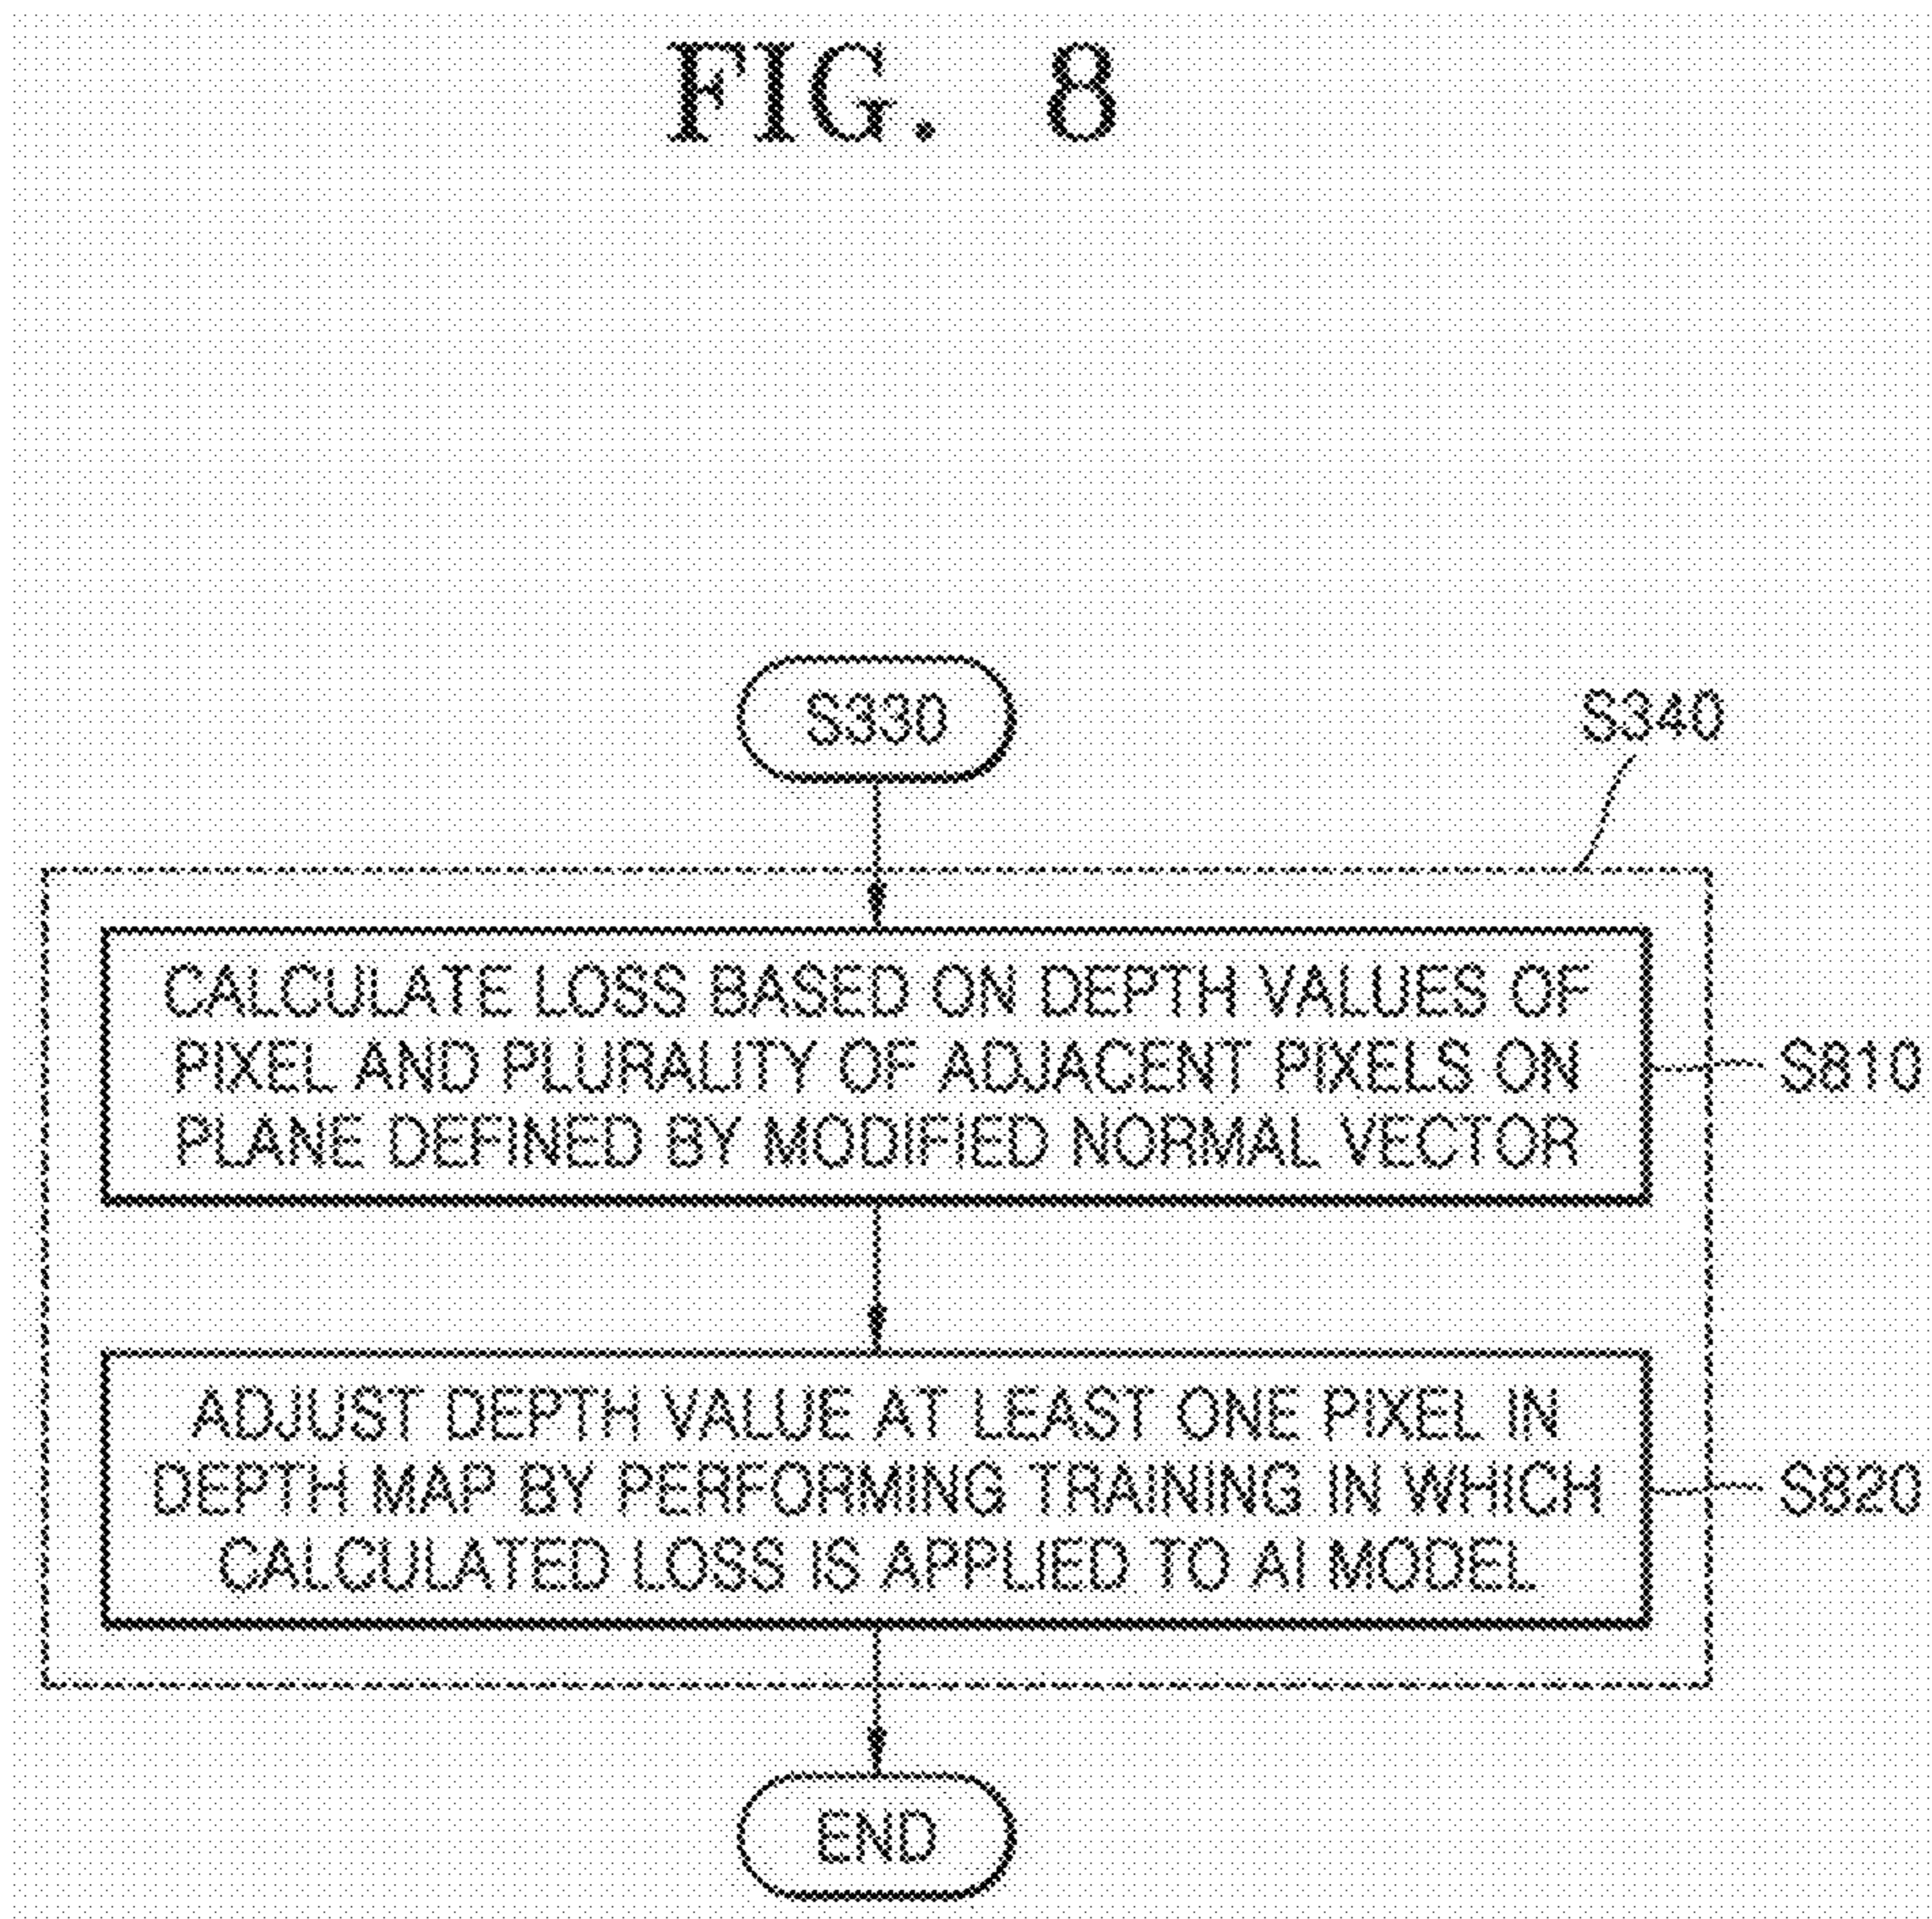 FIG. 8
S330
S340
CALCULATE LOSS BASED ON DEPTH VALUES OF
PIXEL AND PLURALITY OF ADJACENT PIXELS ON
PLANE DEFINED BY MODIFIED NORMAL VECTOR
S810
ADJUST DEPTH VALUE AT LEAST ONE PIXEL IN
DEPTH MAP BY PERFORMING TRAINING IN WHICH
CALCULATED LOSS IS APPLIED TO AI MODEL
S820
END